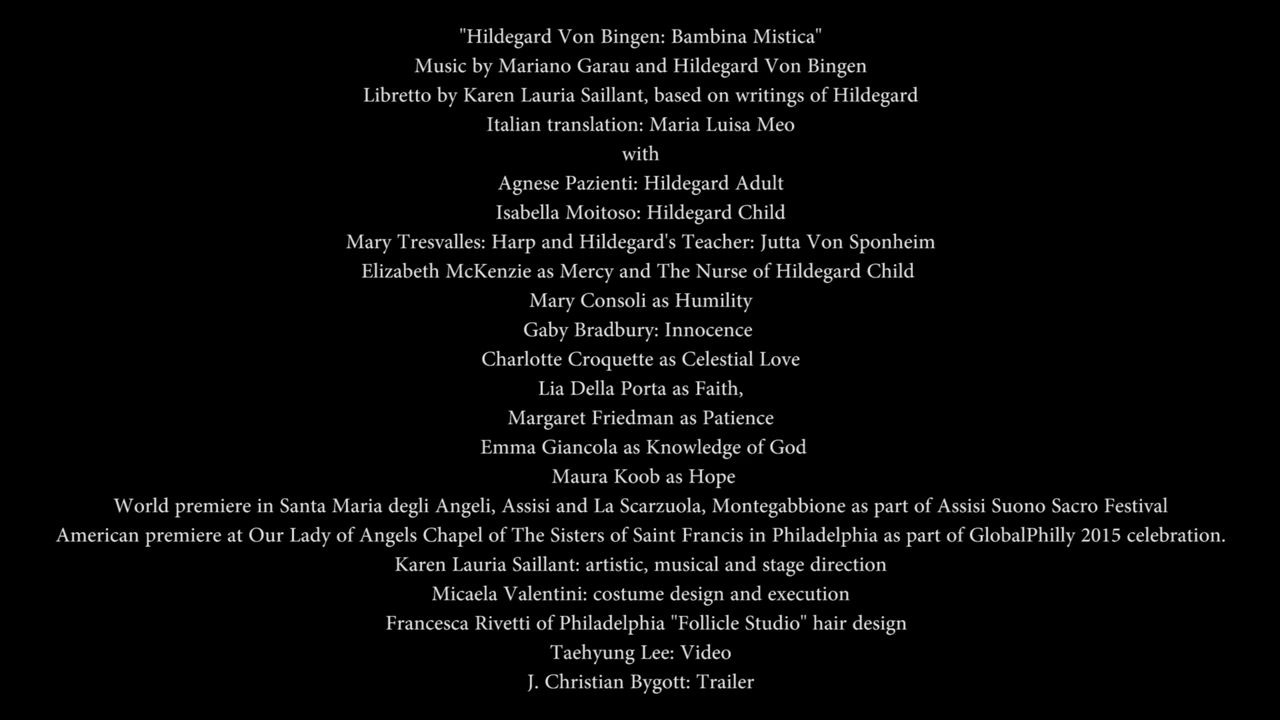 "Hildegard Von Bingen: Bambina Mistica"
Music by Mariano Garau and Hildegard Von Bingen
Libretto by Karen Lauria Saillant, based on writings of Hildegard
Italian translation: Maria Luisa Meo
with
Agnese Pazienti: Hildegard Adult
Isabella Moitoso: Hildegard Child
Mary Tresvalles: Harp and Hildegard's Teacher: Jutta Von Sponheim
Elizabeth McKenzie as Mercy and The Nurse of Hildegard Child
Mary Consoli as Humility
Gaby Bradbury: Innocence
Charlotte Croquette as Celestial Love
Lia Della Porta as Faith,
Margaret Friedman as Patience
Emma Giancola as Knowledge of God
Maura Koob as Hope
World premiere in Santa Maria degli Angeli, Assisi and La Scarzuola, Montegabbione as part of Assisi Suono Sacro Festival
American premiere at Our Lady of Angels Chapel of The Sisters of Saint Francis in Philadelphia as part of GlobalPhilly 2015 celebration.
Karen Lauria Saillant: artistic, musical and stage direction
Micaela Valentini: costume design and execution
Francesca Rivetti of Philadelphia "Follicle Studio" hair design
Taehyung Lee: Video
J. Christian Bygott: Trailer